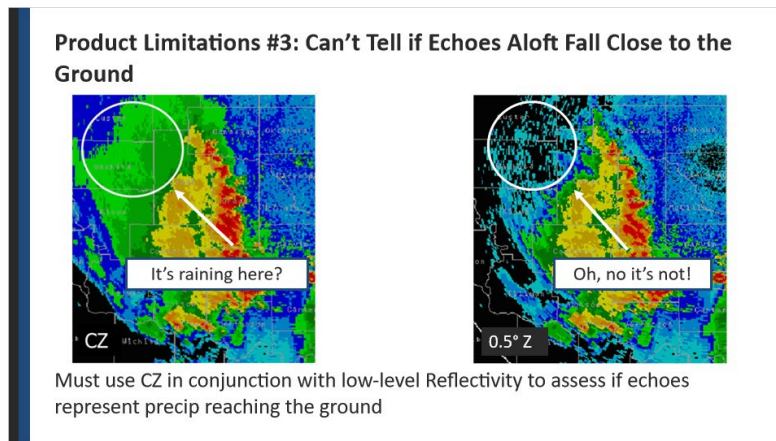 Product Limitations #3: Can’t Tell if Echoes Aloft Fall Close to the
Ground
It’s raining here?
CZ
Wichita
Oh, no it’s not!
0.5° Z
Must use CZ in conjunction with low-level Reflectivity to assess if echoes
represent precip reaching the ground